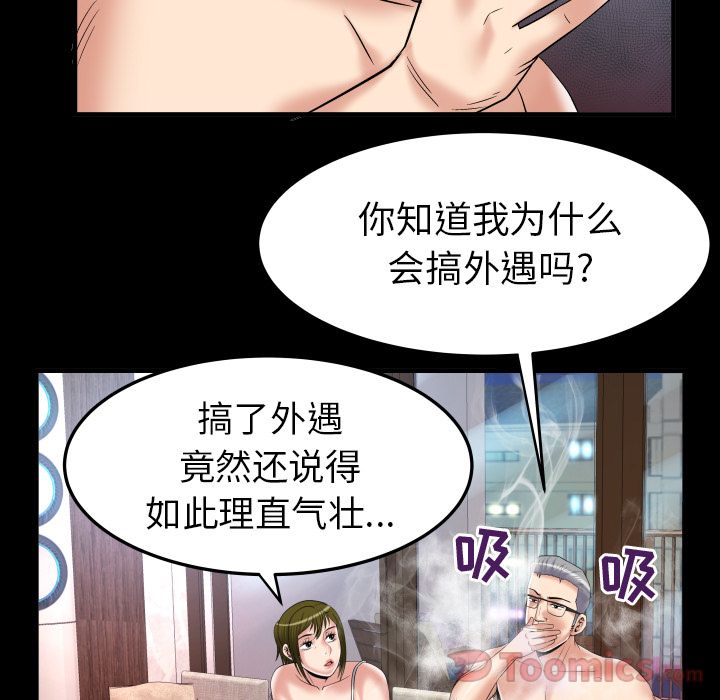 你知道我为什么
会搞外遇吗?
搞了外遇
竟然还说得
如此理直气壮...
吸
吸
Toomics.com